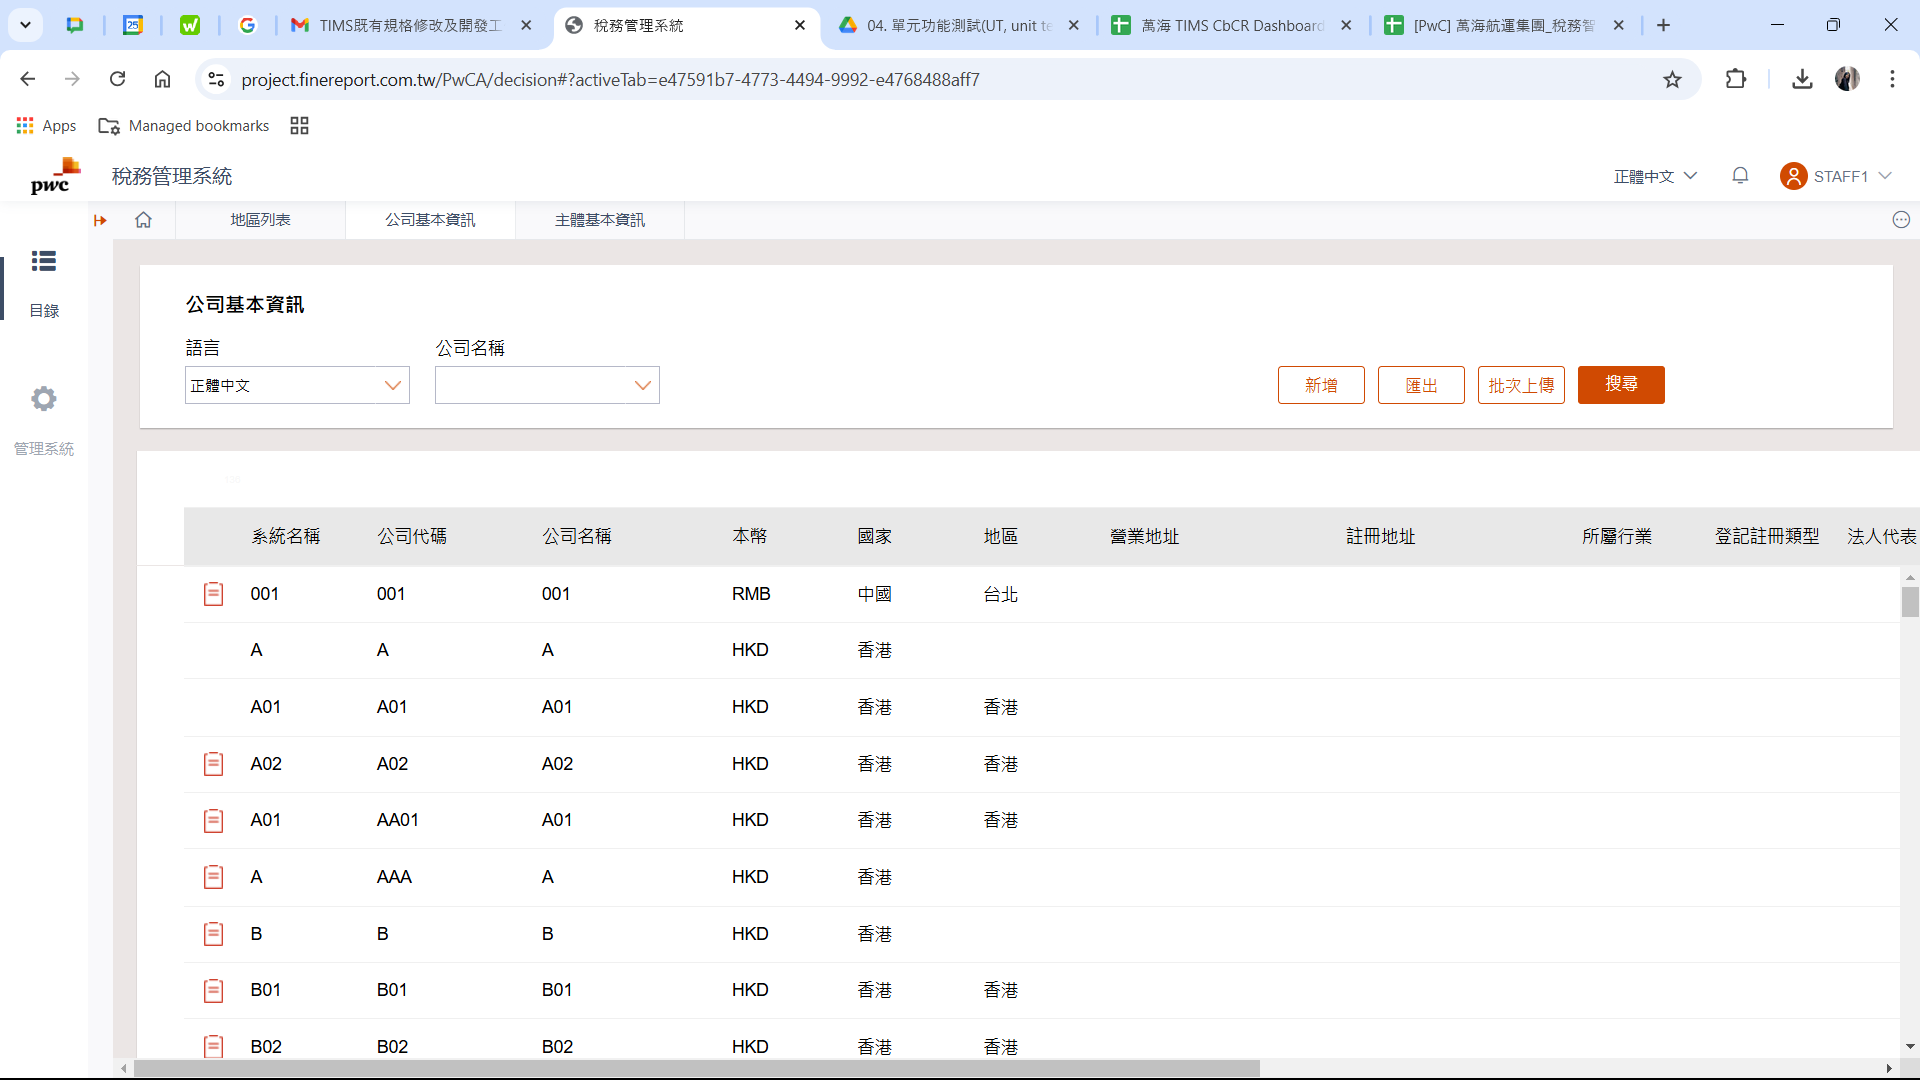 25
TIMS既有規格修改及開發工
稅務管理系統
04. 單元功能測試(UT, unit te
萬海 TIMS CbCR Dashboard
[PwC] 萬海航運集團_稅務智
project.finereport.com.tw/PwCA/decision#?activeTab=e47591b7-4773-4494-9992-e4768488aff7
Apps
Managed bookmarks
pwc
稅務管理系統
正體中文
STAFF1
地區列表
公司基本資訊
主體基本資訊
目錄
管理系統
公司基本資訊
語言
公司名稱
正體中文
新增
匯出
批次上傳
搜尋
系統名稱 公司代碼 公司名稱 本幣 國家 地區 營業地址 註冊地址 所屬行業 登記註冊類型 法人代表
001 001 001 RMB 中國 台北
A A A HKD 香港
A01 A01 A01 HKD 香港 香港
A02 A02 A02 HKD 香港 香港
A01 AA01 A01 HKD 香港 香港
A AAA A HKD 香港
B B B HKD 香港
B01 B01 B01 HKD 香港 香港
B02 B02 B02 HKD 香港 香港